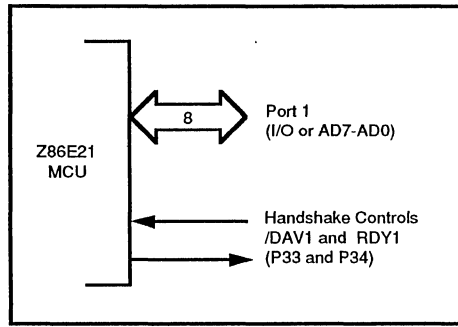 8
Port 1
(I/O or AD7-AD0)
Z86E21
MCU
Handshake Controls
/DAV1 and RDY1
(P33 and P34)